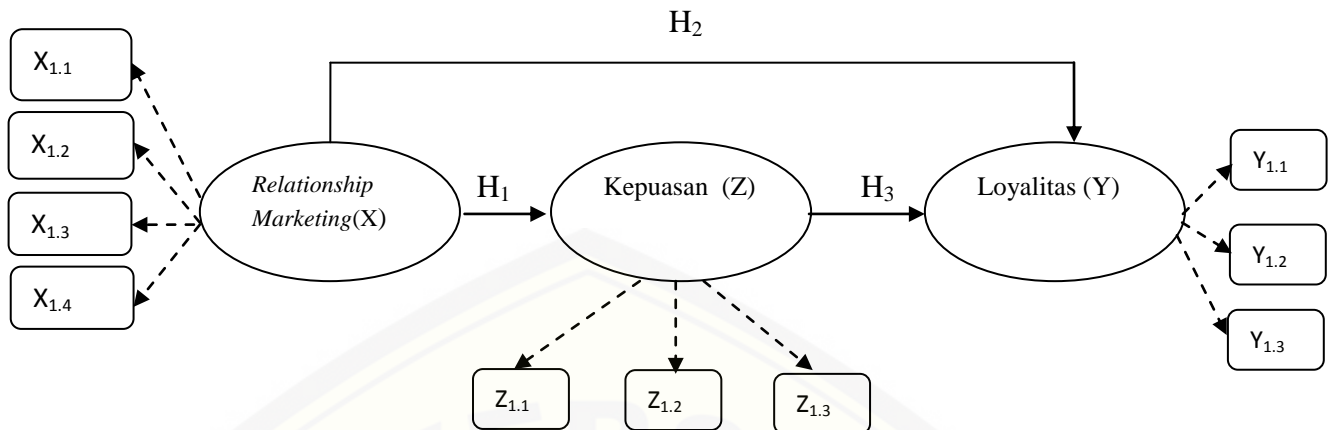 H₂
X₁.₁
X₁.₂
X₁.₃
X₁.₄
Relationship
Marketing(X)
H₁
Kepuasan (Z)
H₃
Loyalitas (Y)
Y₁.₁
Y₁.₂
Y₁.₃
Z₁.₁
Z₁.₂
Z₁.₃